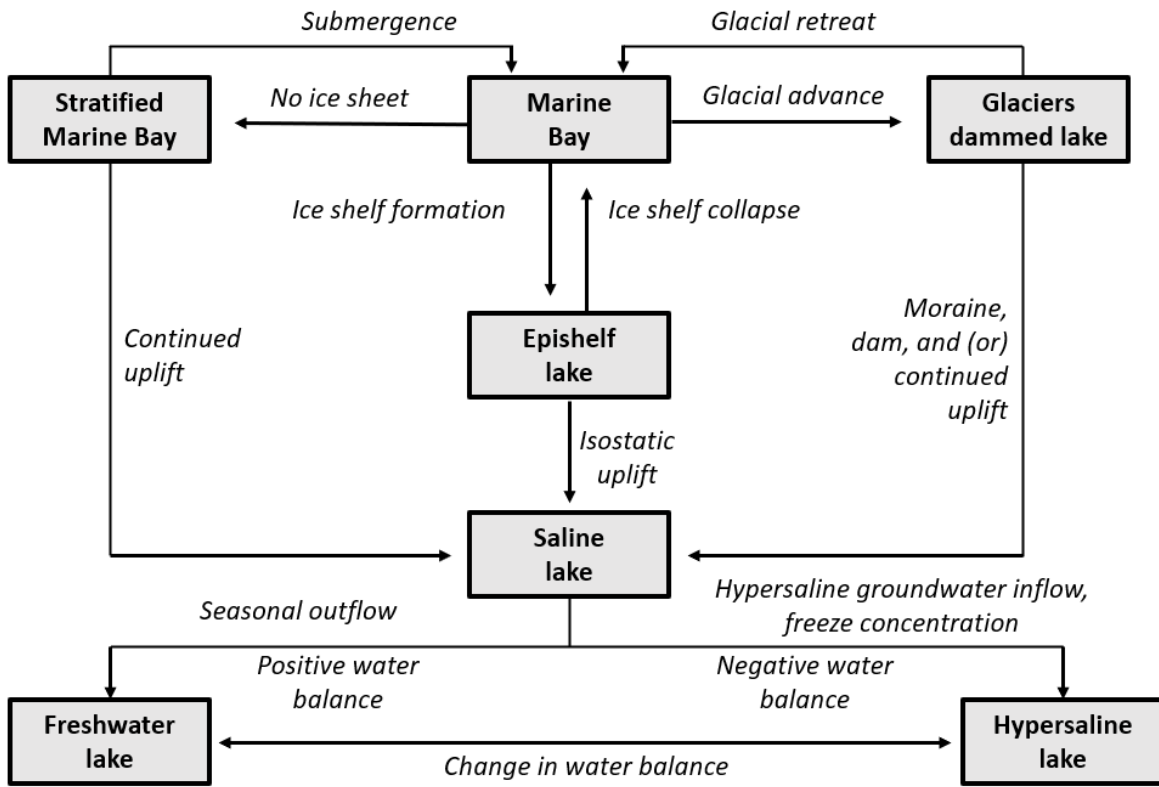 Submergence
Glacial retreat
Stratified
Marine Bay
No ice sheet
Marine
Bay
Glacial advance
Glaciers
dammed lake
Ice shelf formation
Ice shelf collapse
Continued
uplift
Epishelf
lake
Moraine,
dam, and (or)
continued
uplift
Isostatic
uplift
Saline
lake
Seasonal outflow
Hypersaline groundwater inflow,
freeze concentration
Positive water
balance
Negative water
balance
Freshwater
lake
Change in water balance
Hypersaline
lake